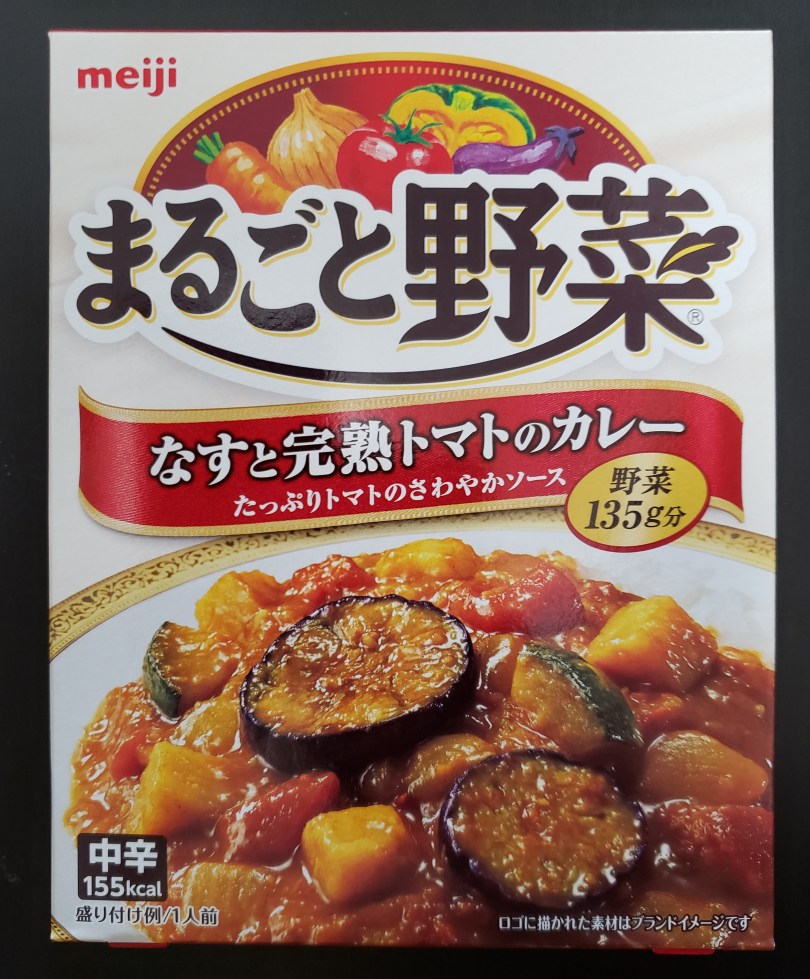 meiji
まるごと野菜
®
なすと完熟トマトのカレー
たっぷりトマトのさわやかソース
野菜
135g分
中辛
155kcal
盛り付け例/1人前
ロゴに描かれた素材はブランドイメージです